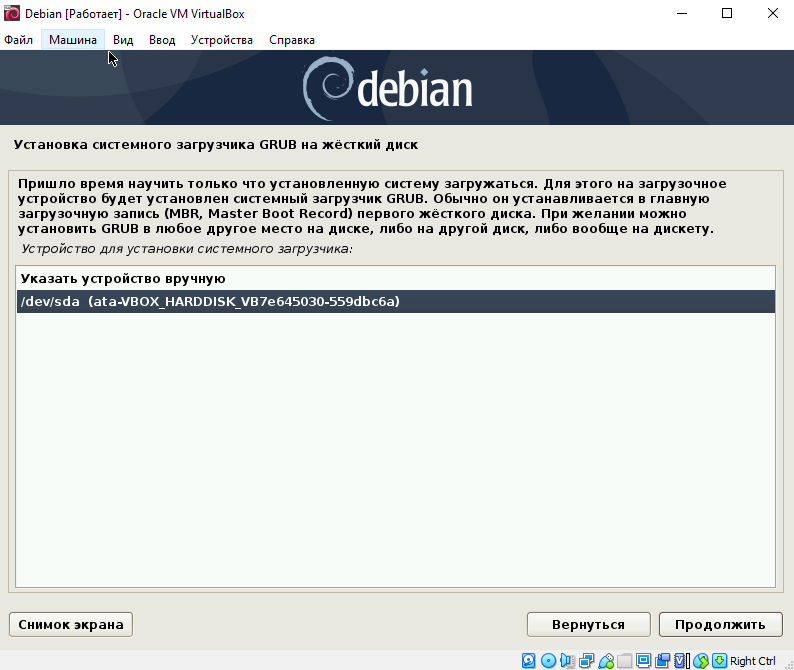 Debian [Работает] - Oracle VM VirtualBox
Файл Машина Вид Ввод Устройства Справка
debian
Установка системного загрузчика GRUB на жёсткий диск
Пришло время научить только что установленную систему загружаться. Для этого на загрузочное
устройство будет установлен системный загрузчик GRUB. Обычно он устанавливается в главную
загрузочную запись (MBR, Master Boot Record) первого жёсткого диска. При желании можно
установить GRUB в любое другое место на диске, либо на другой диск, либо вообще на дискету.
Устройство для установки системного загрузчика:
Указать устройство вручную
/dev/sda (ata-VBOX_HARDDISK_VB7e645030-559dbc6a)
Снимок экрана Вернуться Продолжить
Right Ctrl